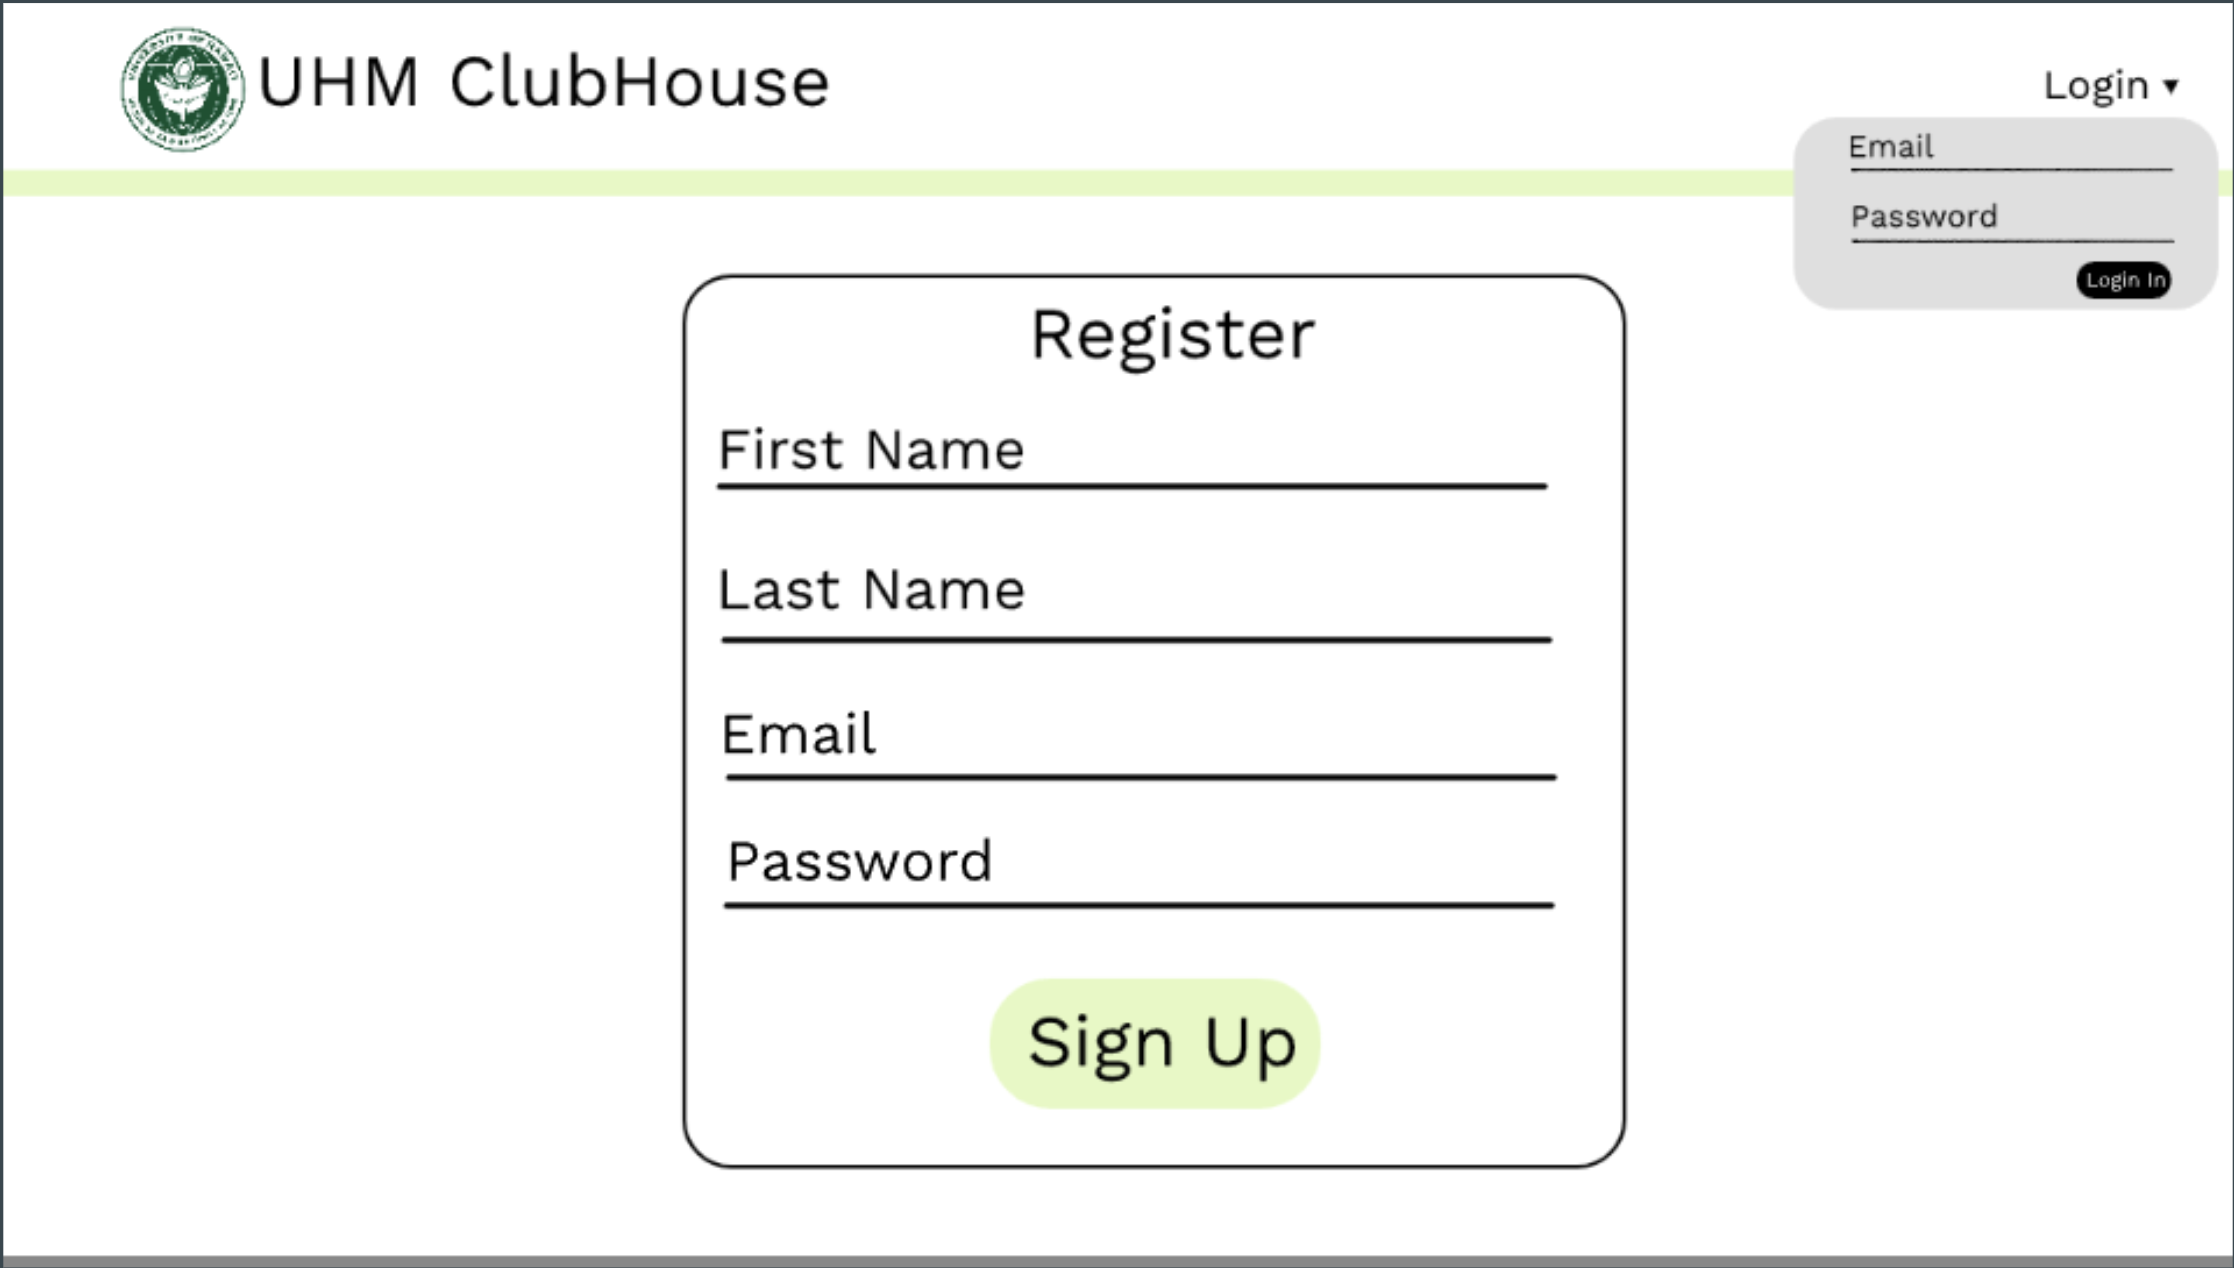 UHM ClubHouse
Login ▾
Email
Password
Login In
Register
First Name
Last Name
Email
Password
Sign Up